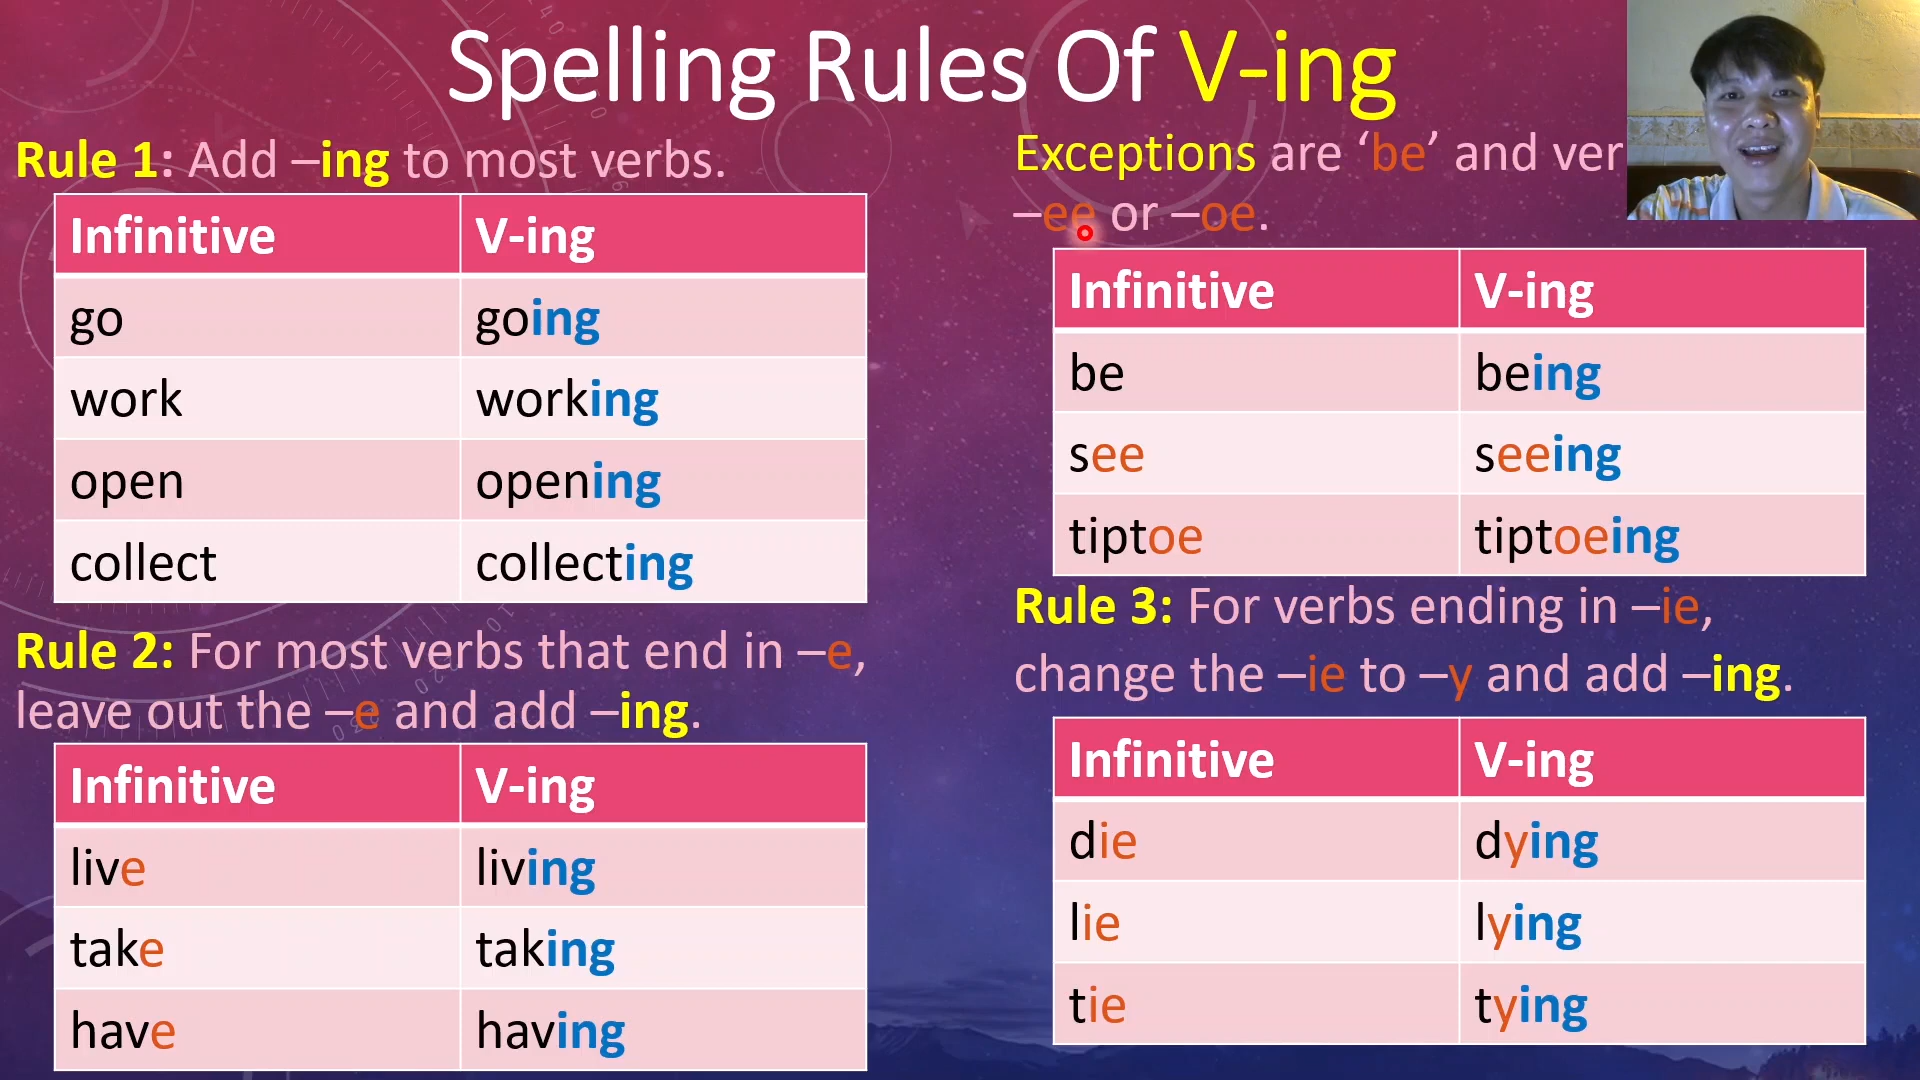 Spelling Rules Of V-ing
Rule 1: Add –ing to most verbs.
Infinitive V-ing
go going
work working
open opening
collect collecting
Rule 2: For most verbs that end in –e,
leave out the –e and add –ing.
Infinitive V-ing
live living
take taking
have having
Exceptions are ‘be’ and ver
–ee or –oe.
Infinitive V-ing
be being
see seeing
tiptoe tiptoeing
Rule 3: For verbs ending in –ie,
change the –ie to –y and add –ing.
Infinitive V-ing
die dying
lie lying
tie tying